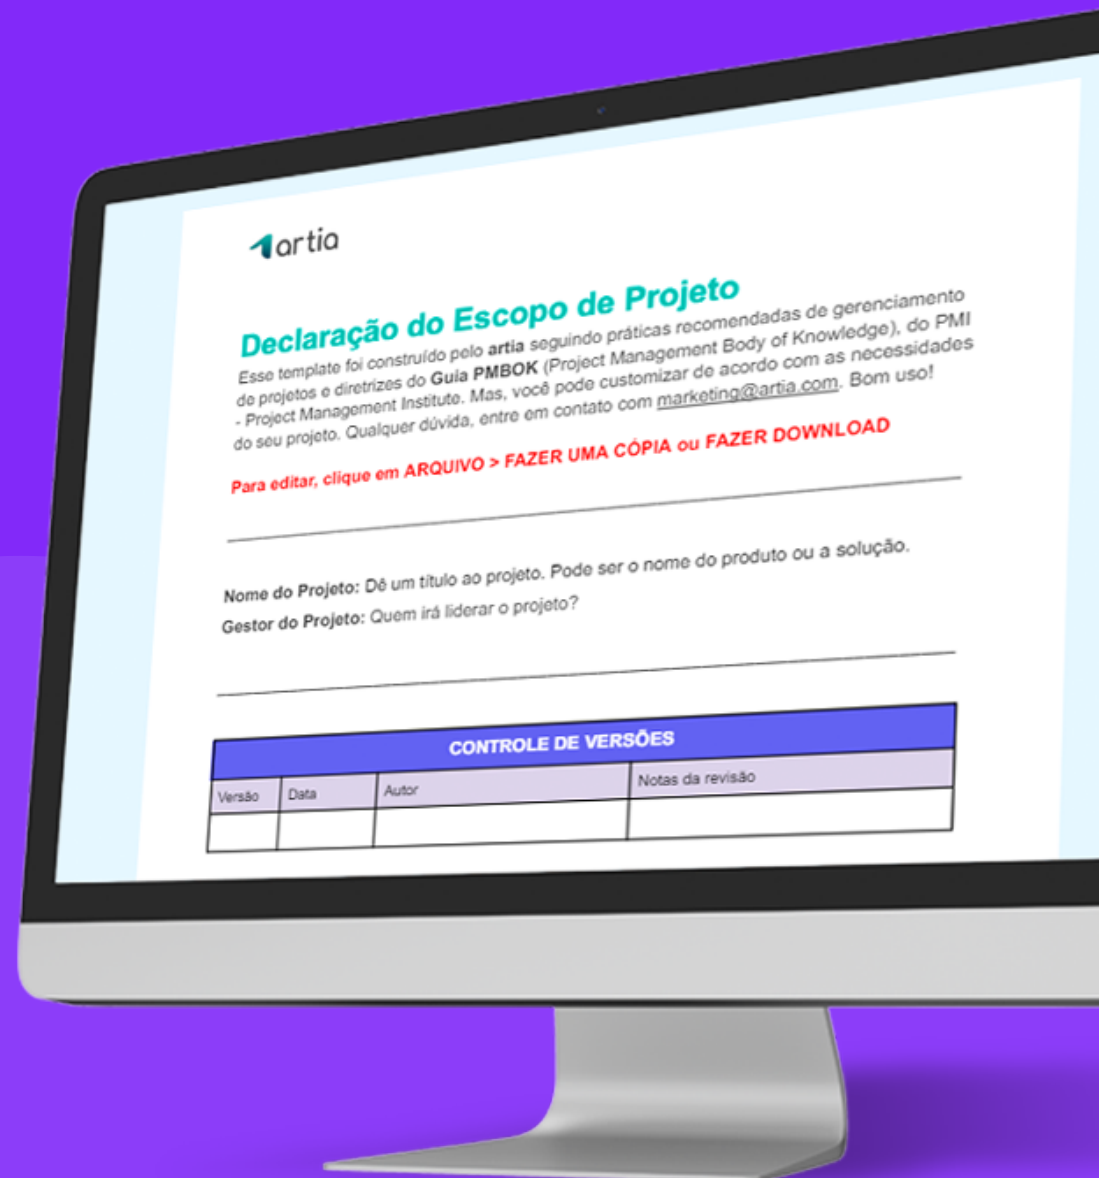 artia
Declaração do Escopo de Projeto
Esse template foi construído pelo artia seguindo práticas recomendadas de gerenciamento
de projetos e diretrizes do Guia PMBOK (Project Management Body of Knowledge), do PMI
- Project Management Institute. Mas, você pode customizar de acordo com as necessidades
do seu projeto. Qualquer dúvida, entre em contato com marketing@artia.com. Bom uso!
Para editar, clique em ARQUIVO > FAZER UMA CÓPIA ou FAZER DOWNLOAD
Nome do Projeto: Dê um título ao projeto. Pode ser o nome do produto ou a solução.
Gestor do Projeto: Quem irá liderar o projeto?
CONTROLE DE VERSÕES
Versão Data Autor Notas da revisão